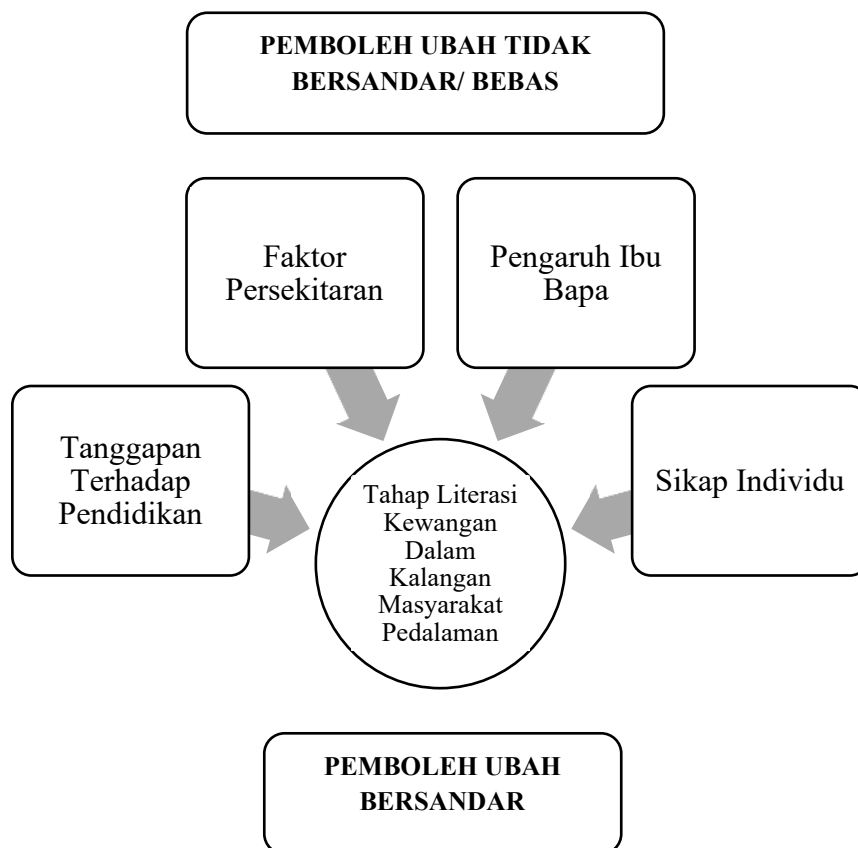 PEMBOLEH UBAH TIDAK
BERSANDAR/ BEBAS
Faktor
Persekitaran
Pengaruh Ibu
Bapa
Tanggapan
Terhadap
Pendidikan
Sikap Individu
Tahap Literasi
Kewangan
Dalam
Kalangan
Masyarakat
Pedalaman
PEMBOLEH UBAH
BERSANDAR